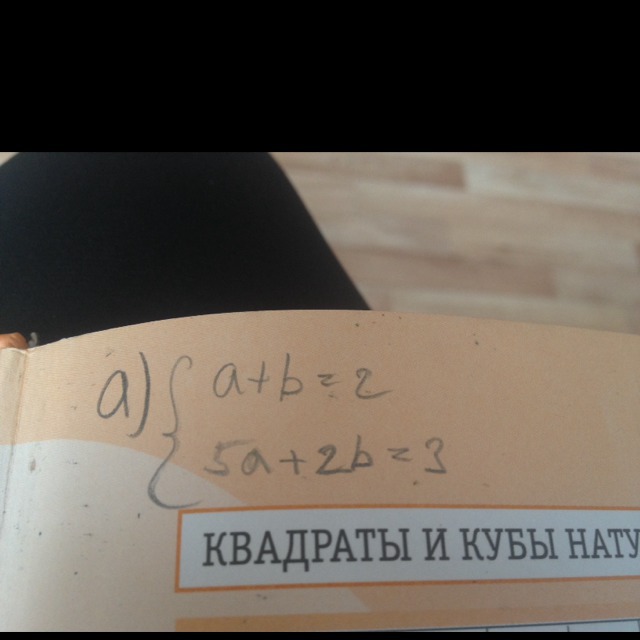 а) { a+b=2
5a+2b=3
КВАДРАТЫ И КУБЫ НАТУ